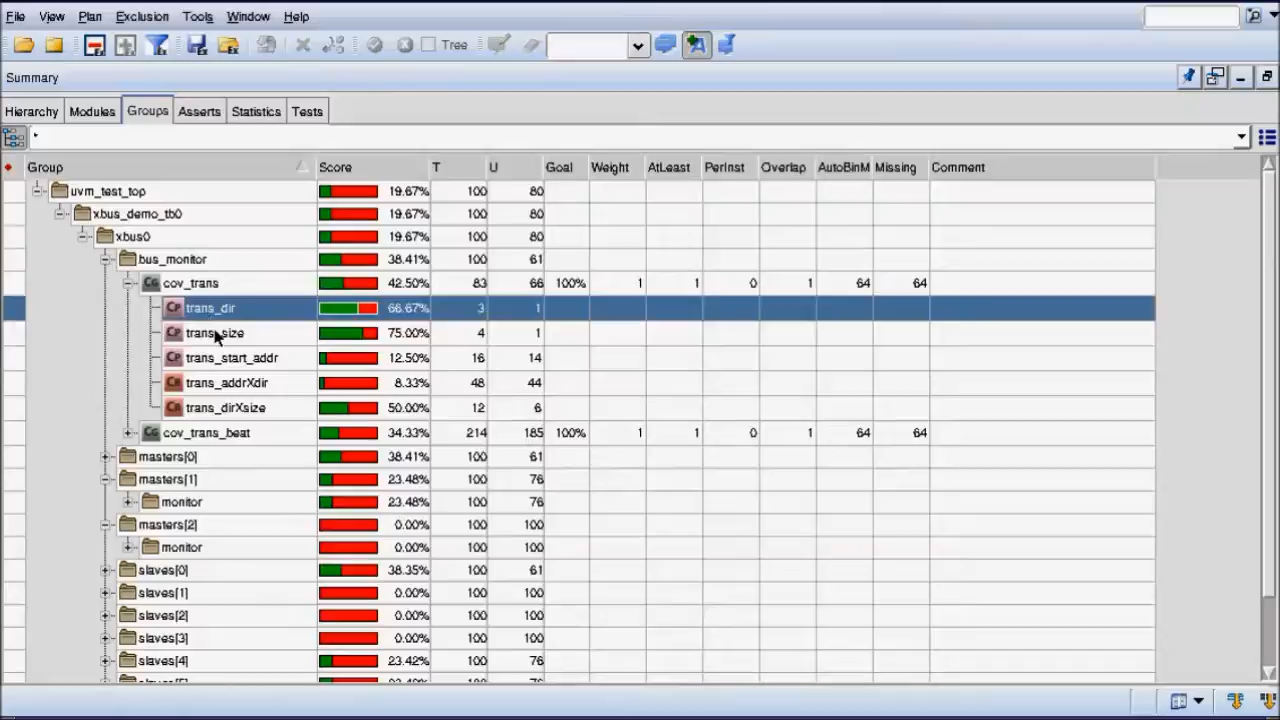 File View Plan Exclusion Tools Window Help
Tree
Summary
Hierarchy Modules Groups Asserts Statistics Tests
*
Group Score T U Goal Weight AtLeast PerInst Overlap AutoBinM Missing Comment
uvm_test_top 19.67% 100 80
xbus_demo_tb0 19.67% 100 80
xbus0 19.67% 100 80
bus_monitor 38.41% 100 61
cov_trans 42.50% 83 66 100% 1 1 0 1 64 64
trans_dir 66.67% 3 1
trans_size 75.00% 4 1
trans_start_addr 12.50% 16 14
trans_addrXdir 8.33% 48 44
trans_dirXsize 50.00% 12 6
cov_trans_beat 34.33% 214 185 100% 1 1 0 1 64 64
masters[0] 38.41% 100 61
masters[1] 23.48% 100 76
monitor 23.48% 100 76
masters[2] 0.00% 100 100
monitor 0.00% 100 100
slaves[0] 38.35% 100 61
slaves[1] 0.00% 100 100
slaves[2] 0.00% 100 100
slaves[3] 0.00% 100 100
slaves[4] 23.42% 100 76